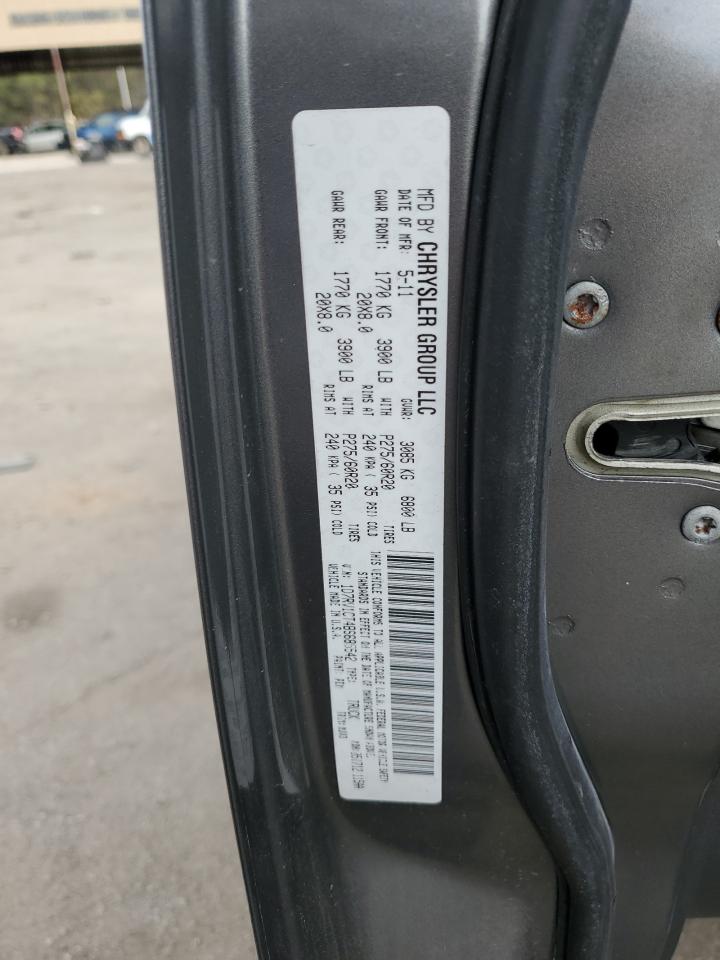 MFD BY CHRYSLER GROUP LLC
DATE OF MFR: 5-11 GVWR: 3085 KG 6800 LB
GAWR FRONT: 1770 KG 3900 LB WITH P275/60R20 TIRES
20X8.0 RIMS AT 240 KPA ( 35 PSI) COLD
GAWR REAR: 1770 KG 3900 LB WITH P275/60R20 TIRES
20X8.0 RIMS AT 240 KPA ( 35 PSI) COLD
THIS VEHICLE CONFORMS TO ALL APPLICABLE U.S.A. FEDERAL MOTOR VEHICLE SAFETY
STANDARDS IN EFFECT ON THE DATE OF MANUFACTURE SHOWN ABOVE.
TYPE: TRUCK
VEHICLE MADE IN U.S.A. PAINT: